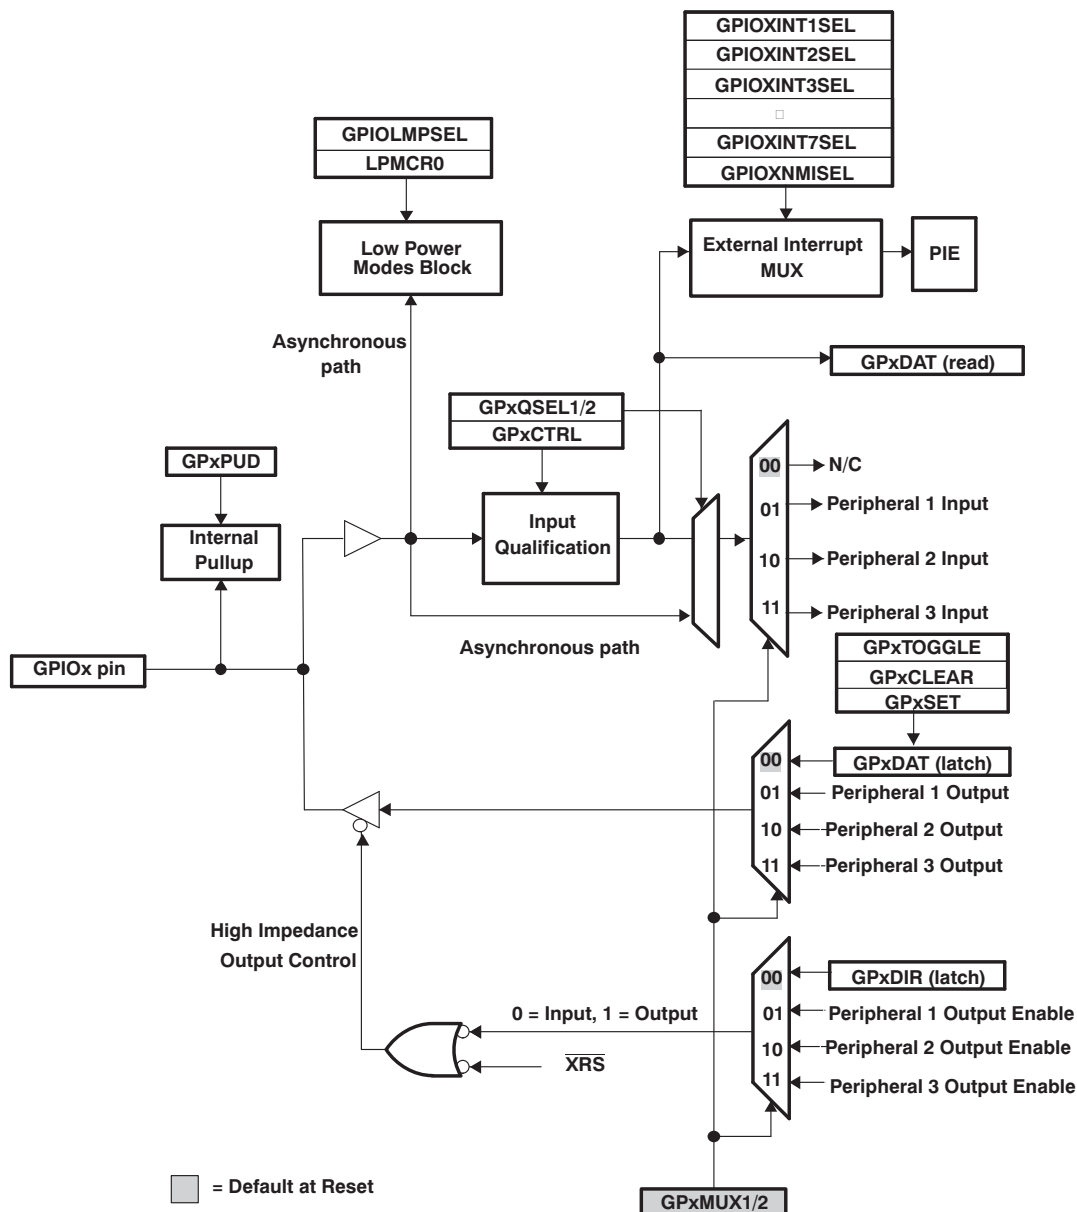 GPIOXINT1SEL
GPIOXINT2SEL
GPIOXINT3SEL
GPIOXINT7SEL
GPIOXNMISEL
GPIOLMPSEL
LPMCR0
Low Power
Modes Block
External Interrupt
MUX
PIE
Asynchronous
path
GPxDAT (read)
GPxQSEL1/2
GPxCTRL
GPxPUD
Internal
Pullup
Input
Qualification
00
N/C
01
Peripheral 1 Input
10
Peripheral 2 Input
11
Peripheral 3 Input
Asynchronous path
GPIOx pin
GPxTOGGLE
GPxCLEAR
GPxSET
00
GPxDAT (latch)
01
Peripheral 1 Output
10
Peripheral 2 Output
11
Peripheral 3 Output
High Impedance
Output Control
00
GPxDIR (latch)
0 = Input, 1 = Output
01
Peripheral 1 Output Enable
10
Peripheral 2 Output Enable
XRS
11
Peripheral 3 Output Enable
= Default at Reset
GPxMUX1/2